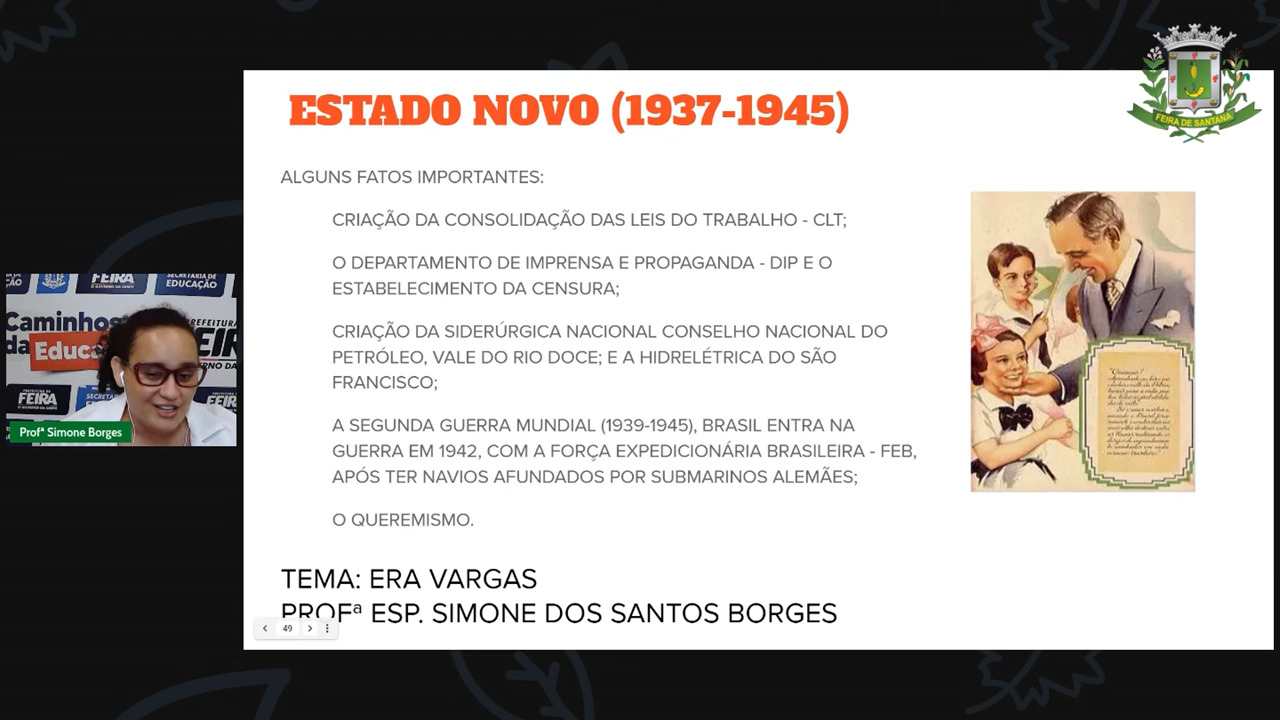 FEIRA DE SANTANA
ESTADO NOVO (1937-1945)
ALGUNS FATOS IMPORTANTES:
CRIAÇÃO DA CONSOLIDAÇÃO DAS LEIS DO TRABALHO - CLT;
O DEPARTAMENTO DE IMPRENSA E PROPAGANDA - DIP E O
ESTABELECIMENTO DA CENSURA;
CRIAÇÃO DA SIDERÚRGICA NACIONAL CONSELHO NACIONAL DO
PETRÓLEO, VALE DO RIO DOCE; E A HIDRELÉTRICA DO SÃO
FRANCISCO;
A SEGUNDA GUERRA MUNDIAL (1939-1945), BRASIL ENTRA NA
GUERRA EM 1942, COM A FORÇA EXPEDICIONÁRIA BRASILEIRA - FEB,
APÓS TER NAVIOS AFUNDADOS POR SUBMARINOS ALEMÃES;
O QUEREMISMO.
TEMA: ERA VARGAS
PROFª ESP. SIMONE DOS SANTOS BORGES
49
FEIRA
SECRETARIA DE
EDUCAÇÃO
Caminhos
da Educ
PREFEITURA
FEIRA
Profª Simone Borges